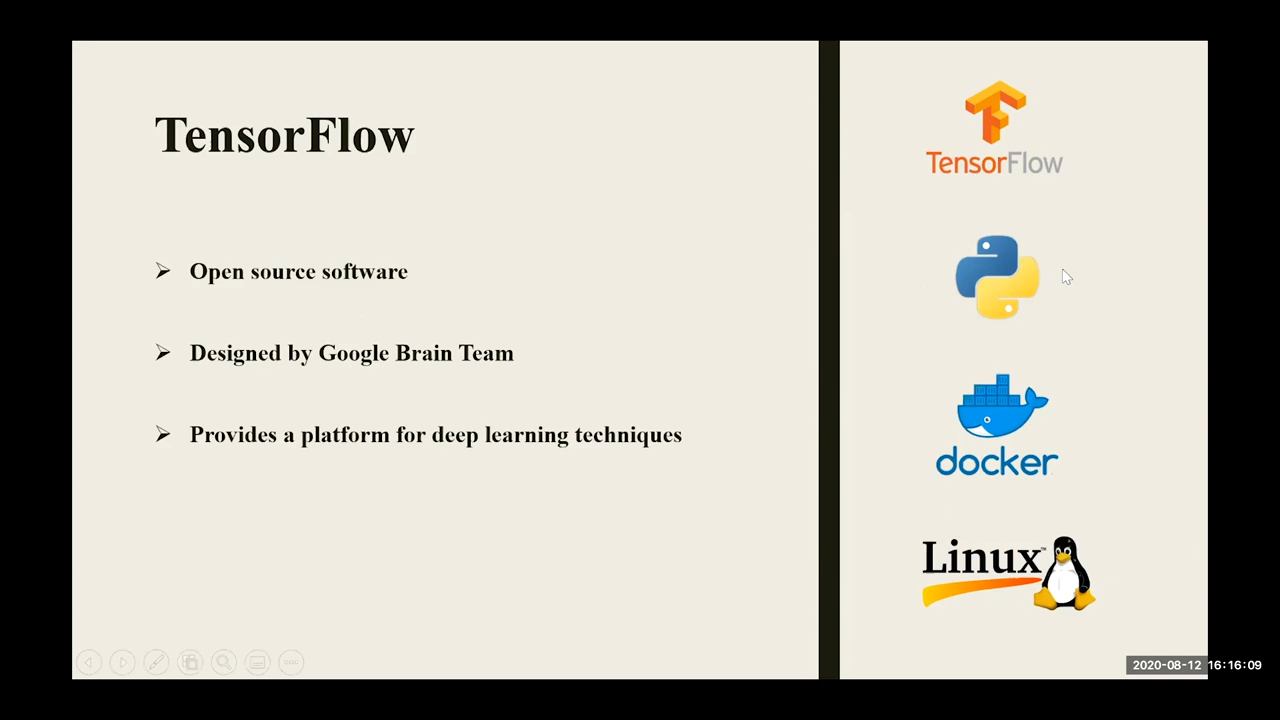 TensorFlow
Open source software
Designed by Google Brain Team
Provides a platform for deep learning techniques
TensorFlow
docker
Linux™
2020-08-12 16:16:09